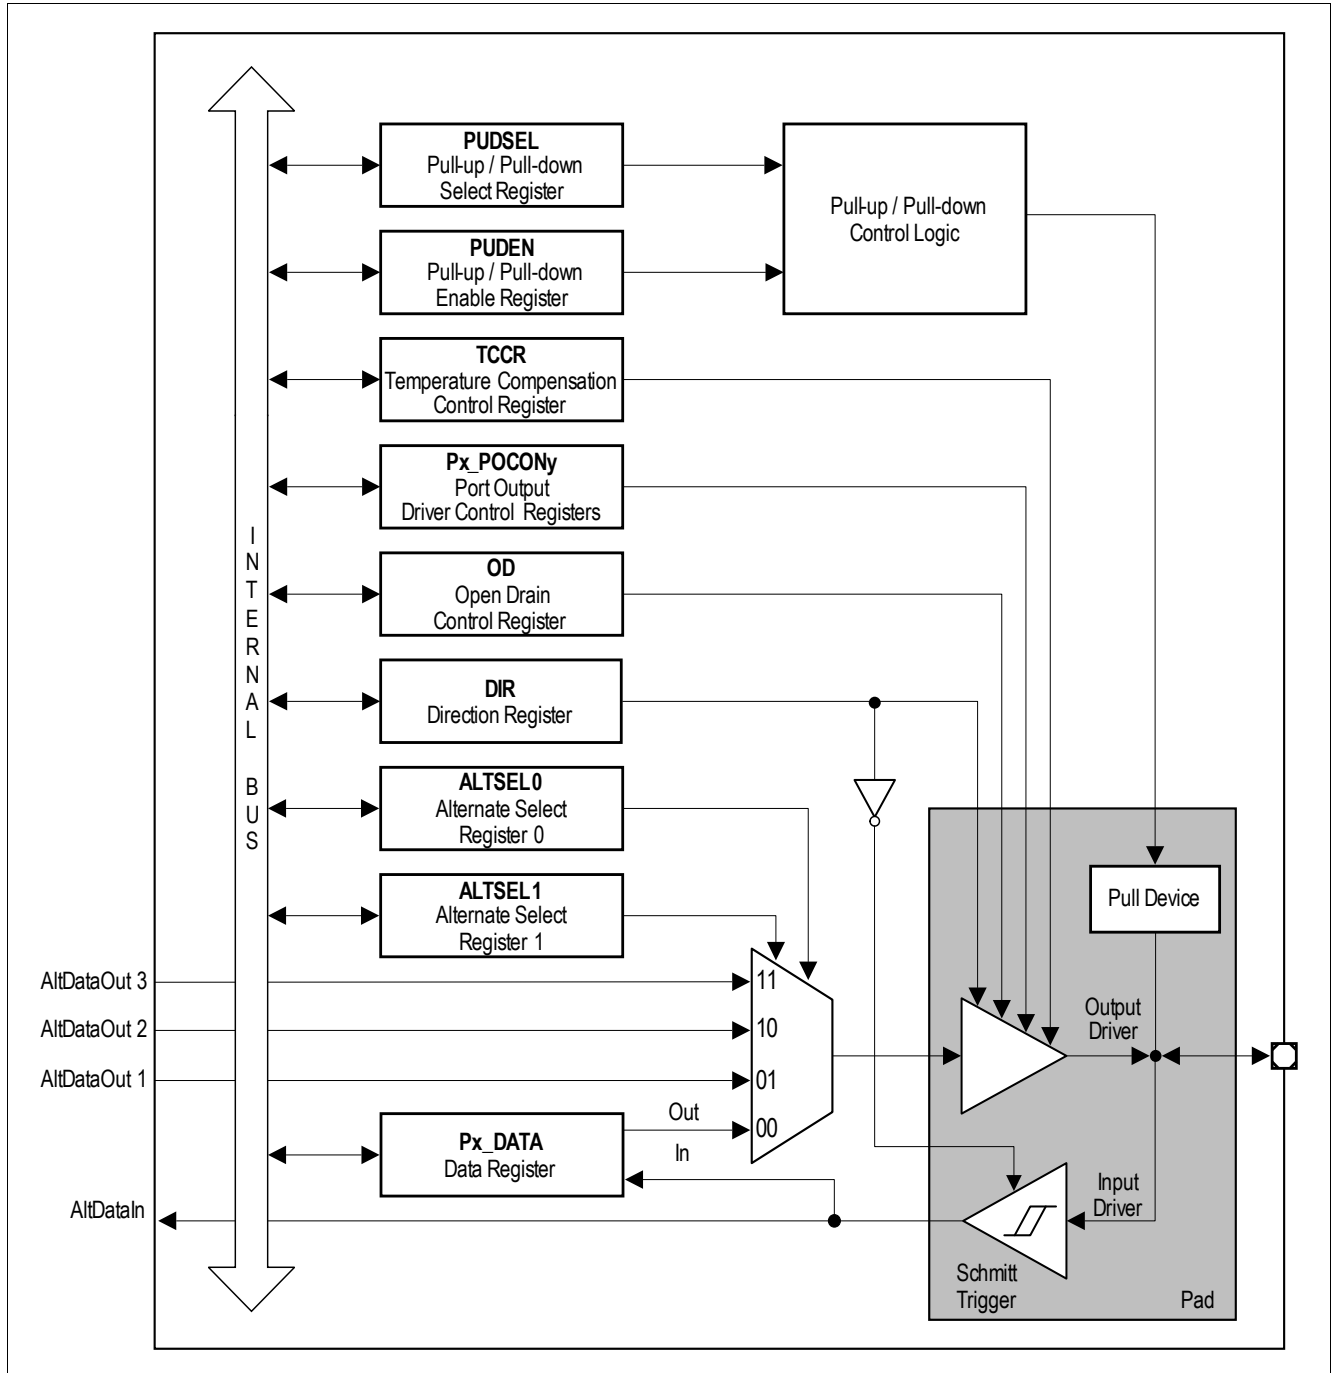 PUDSEL
Pull-up / Pull-down
Select Register
Pull-up / Pull-down
Control Logic
PUDEN
Pull-up / Pull-down
Enable Register
TCCR
Temperature Compensation
Control Register
Px_POCONy
Port Output
Driver Control Registers
OD
Open Drain
Control Register
INTERNAL BUS
DIR
Direction Register
ALTSEL0
Alternate Select
Register 0
ALTSEL1
Alternate Select
Register 1
Pull Device
AltDataOut 3
11
AltDataOut 2
10
Output
Driver
AltDataOut 1
01
Out
00
Px_DATA
Data Register
In
AltDataIn
Input
Driver
Schmitt
Trigger
Pad